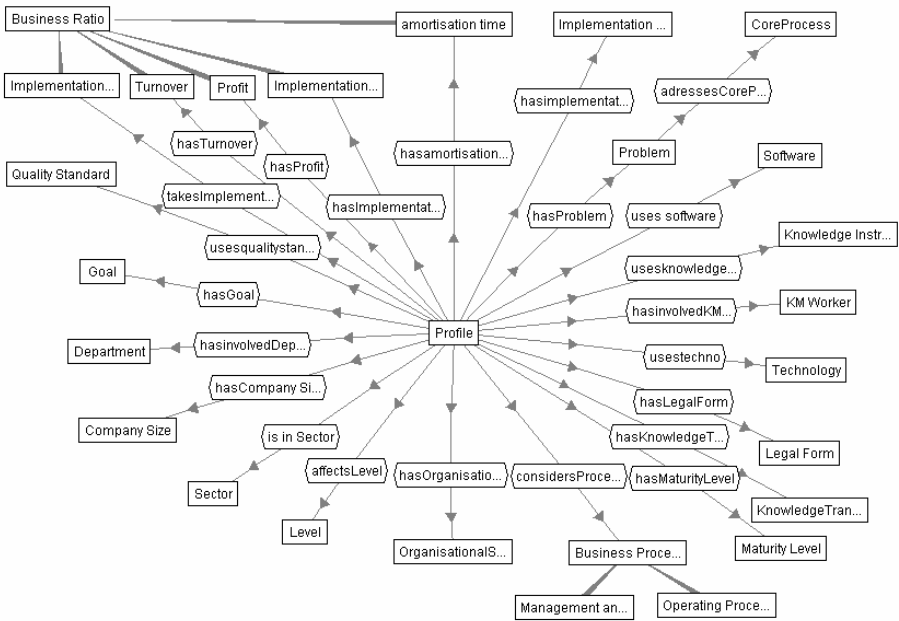 Business Ratio
amortisation time
Implementation ...
CoreProcess
Implementation...
Turnover
Profit
Implementation...
hasimplementat...
adressesCoreP...
hasTurnover
hasProfit
hasamortisation...
Problem
Software
Quality Standard
takesImplement...
hasImplementat...
hasProblem
uses software
usesqualitystan...
Knowledge Instr...
usesknowledge...
Goal
hasGoal
hasinvolvedKM...
KM Worker
Profile
Department
hasinvolvedDep...
usestechno
Technology
hasCompany Si...
hasLegalForm
Company Size
is in Sector
hasKnowledgeT...
Legal Form
affectsLevel
hasOrganisatio...
considersProce...
hasMaturityLevel
Sector
KnowledgeTran...
Level
OrganisationalS...
Business Proce...
Maturity Level
Management an...
Operating Proce...